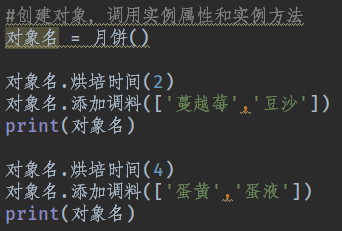 #创建对象，调用实例属性和实例方法
对象名 = 月饼()
对象名.烘培时间(2)
对象名.添加调料(['蔓越莓','豆沙'])
print(对象名)
对象名.烘培时间(4)
对象名.添加调料(['蛋黄','蛋液'])
print(对象名)